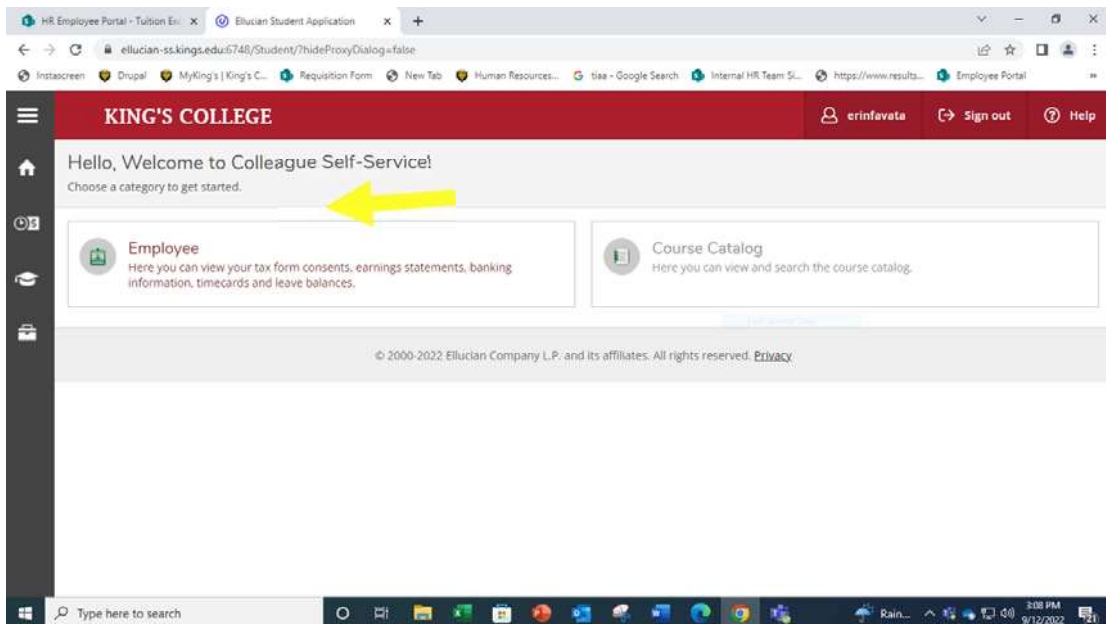 HR Employee Portal - Tuition En
Ellucian Student Application
ellucian-ss.kings.edu:6748/Student/?hideProxyDialog=false
Instascreen Drupal MyKing's | King's C... Requisition Form New Tab Human Resources... tiaa - Google Search Internal HR Team Si... https://www.results... Employee Portal
KING'S COLLEGE erinfavata Sign out Help
Hello, Welcome to Colleague Self-Service!
Choose a category to get started.
Employee
Here you can view your tax form consents, earnings statements, banking
information, timecards and leave balances.
Course Catalog
Here you can view and search the course catalog.
© 2000-2022 Ellucian Company L.P. and its affiliates. All rights reserved. Privacy
Type here to search
Rain...
3:08 PM
9/12/2022
21